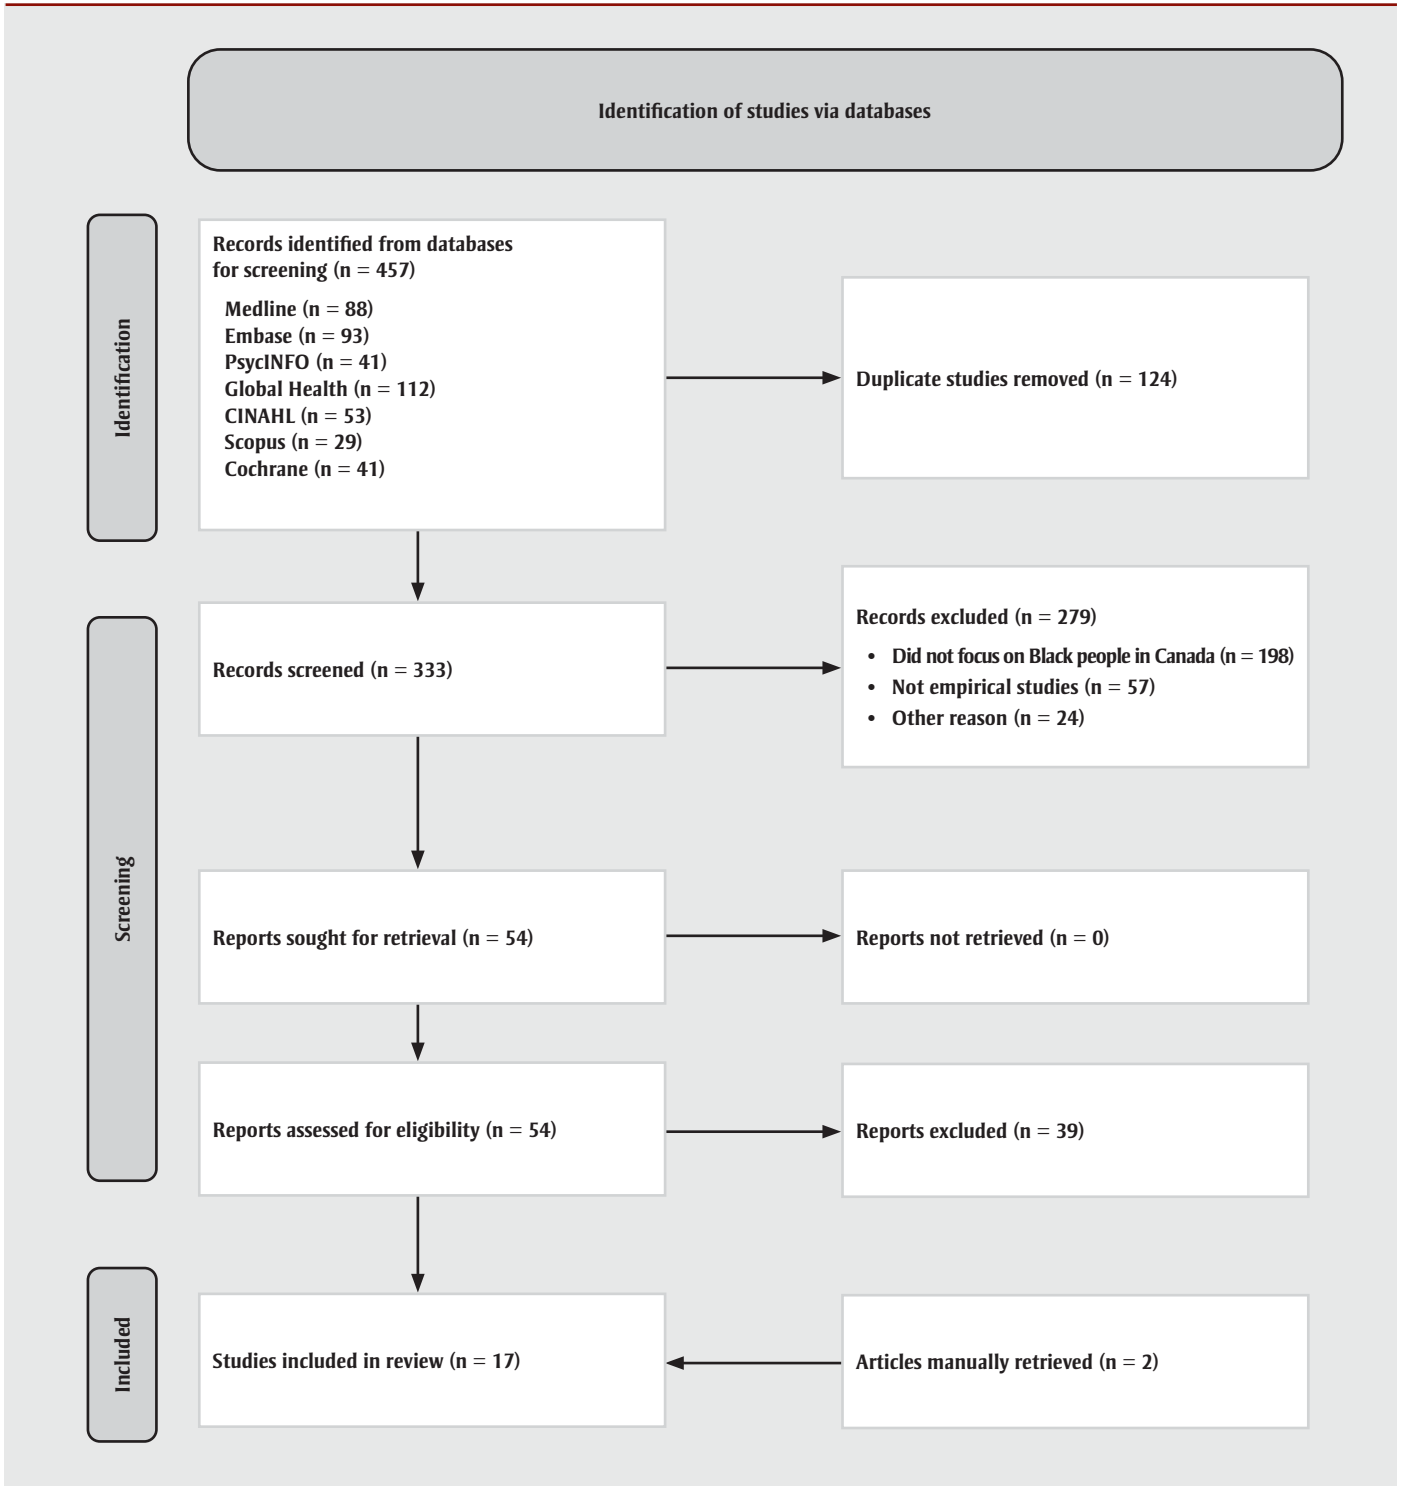 Identification of studies via databases
Identification
Records identified from databases
for screening (n = 457)
Medline (n = 88)
Embase (n = 93)
PsycINFO (n = 41)
Global Health (n = 112)
CINAHL (n = 53)
Scopus (n = 29)
Cochrane (n = 41)
Duplicate studies removed (n = 124)
Screening
Records screened (n = 333)
Records excluded (n = 279)
• Did not focus on Black people in Canada (n = 198)
• Not empirical studies (n = 57)
• Other reason (n = 24)
Reports sought for retrieval (n = 54)
Reports not retrieved (n = 0)
Reports assessed for eligibility (n = 54)
Reports excluded (n = 39)
Included
Studies included in review (n = 17)
Articles manually retrieved (n = 2)